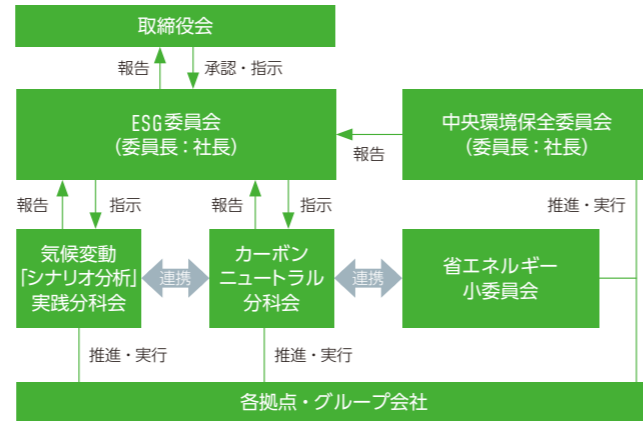 取締役会
報告
承認・指示
ESG委員会
(委員長:社長)
報告
中央環境保全委員会
(委員長:社長)
報告
指示
報告
指示
推進・実行
気候変動
「シナリオ分析」
実践分科会
連携
カーボン
ニュートラル
分科会
連携
省エネルギー
小委員会
推進・実行
推進・実行
各拠点・グループ会社